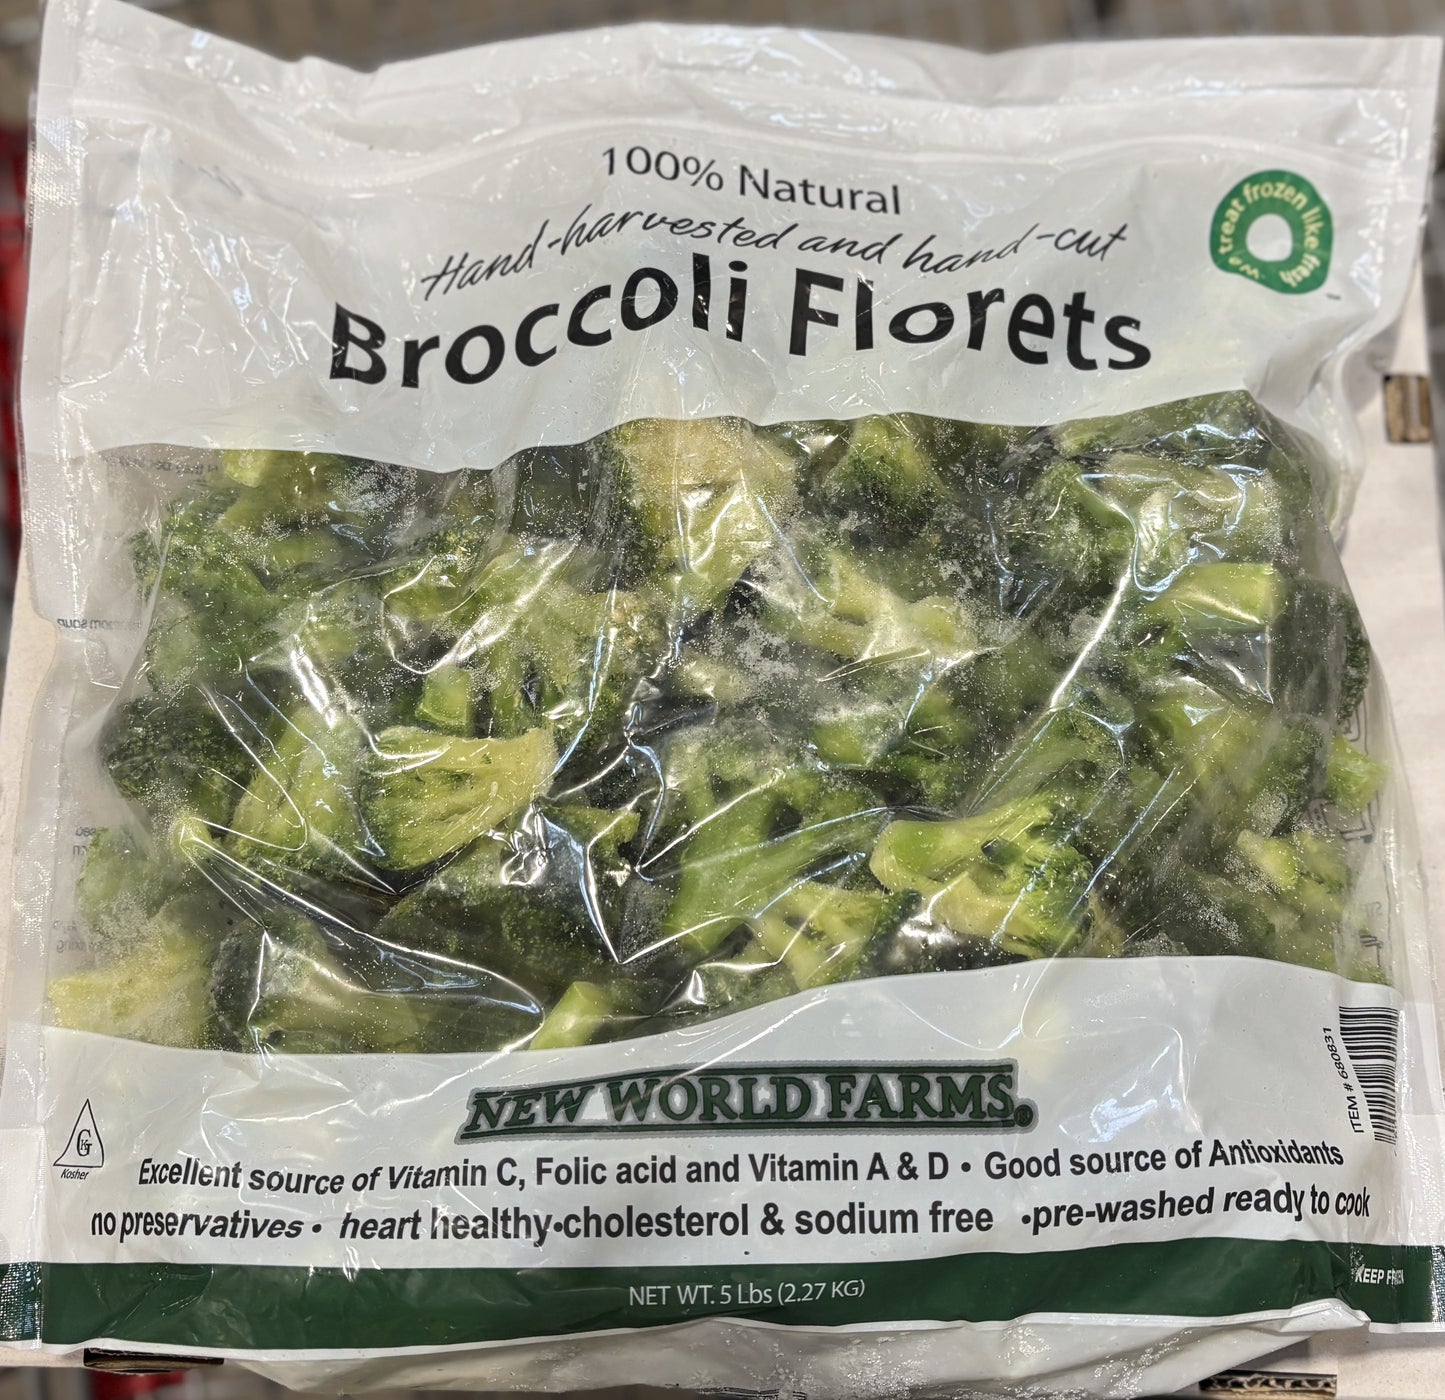 100% Natural
Hand-harvested and hand-cut
Broccoli Florets
we treat frozen like fresh
ITEM # 680831
NEW WORLD FARMS®
GKT
Kosher
Excellent source of Vitamin C, Folic acid and Vitamin A & D • Good source of Antioxidants
no preservatives • heart healthy•cholesterol & sodium free •pre-washed ready to cook
NET WT. 5 Lbs (2.27 KG)
KEEP FROZEN